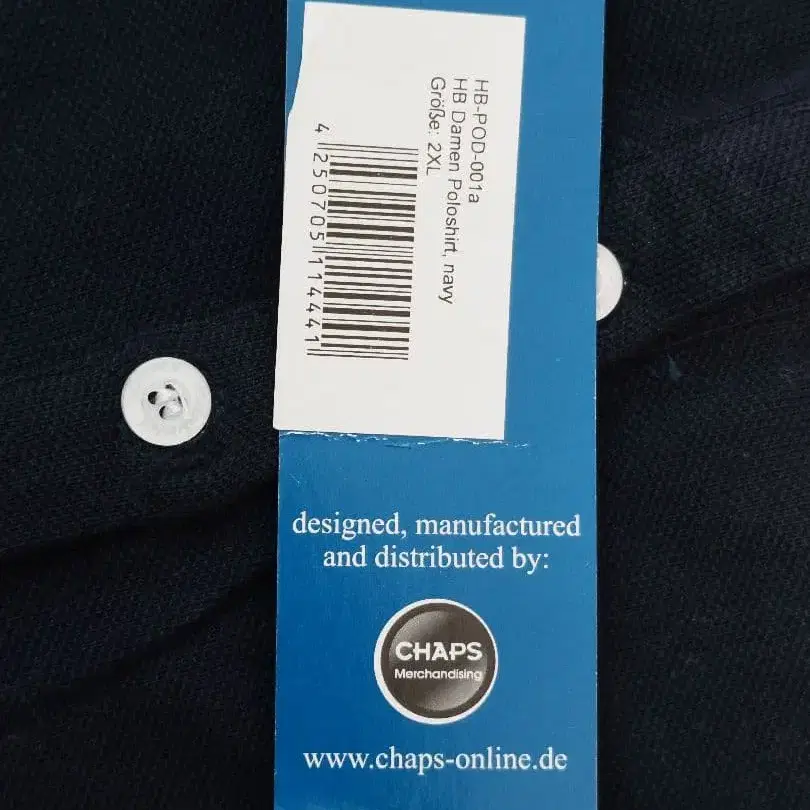 HB-POD-001a
HB Damen Poloshirt, navy
Größe: 2XL
4 250705 114441
designed, manufactured
and distributed by:
CHAPS
Merchandising
www.chaps-online.de